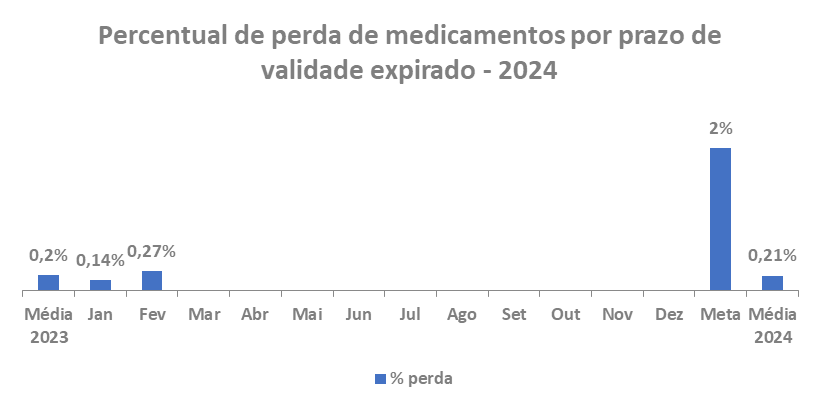 Percentual de perda de medicamentos por prazo de
validade expirado - 2024
2%
0,2%
0,14%
0,27%
0,21%
Média
2023
Jan
Fev
Mar
Abr
Mai
Jun
Jul
Ago
Set
Out
Nov
Dez
Meta
Média
2024
% perda